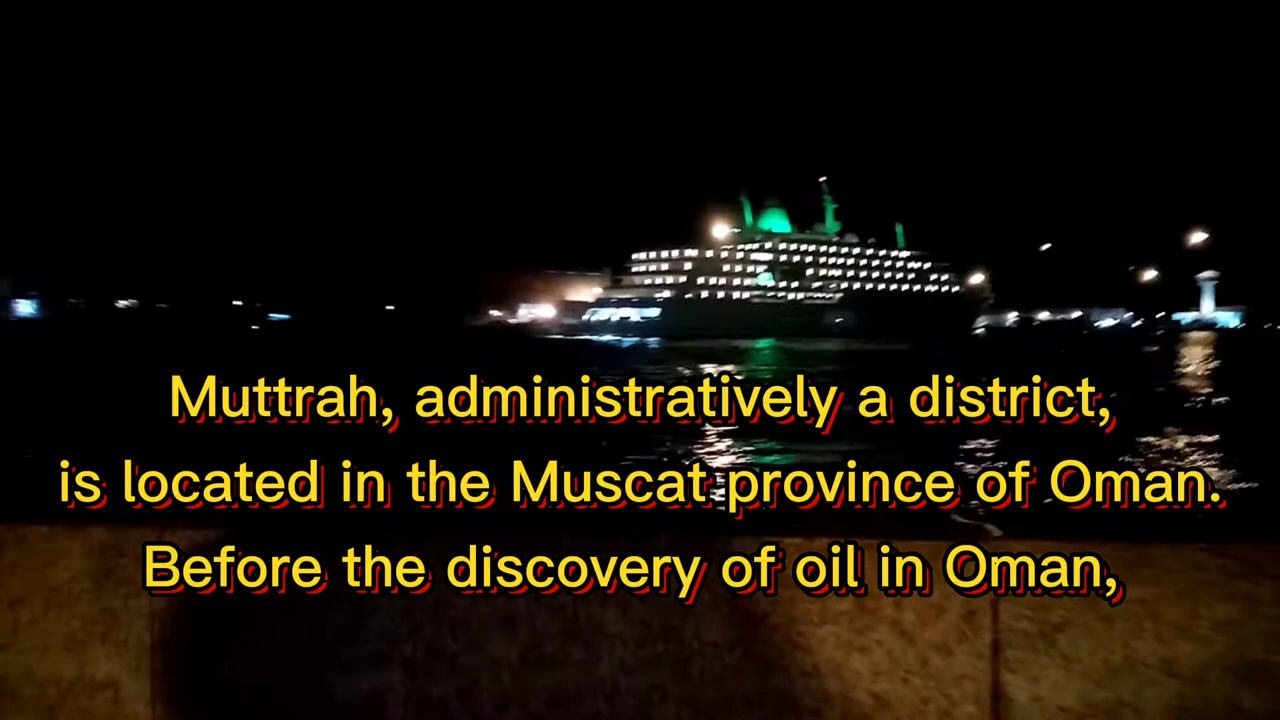 Muttrah, administratively a district,
is located in the Muscat province of Oman.
Before the discovery of oil in Oman,